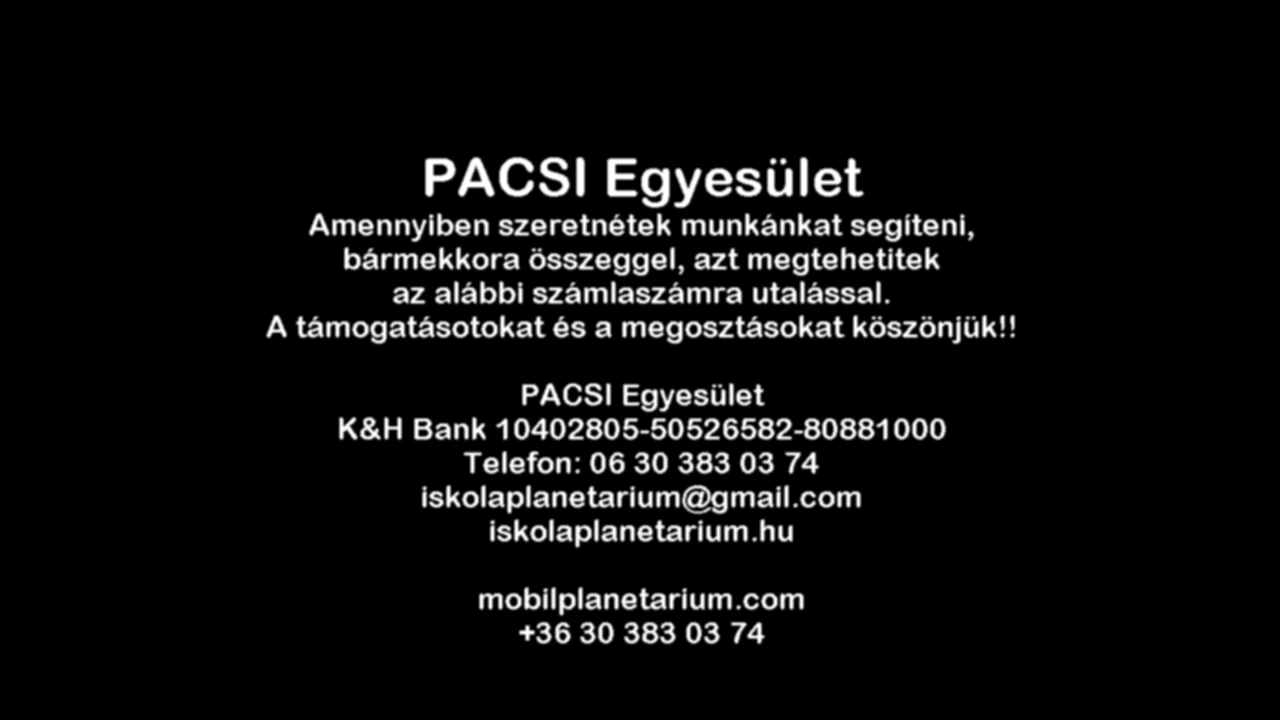 PACSI Egyesület
Amennyiben szeretnétek munkánkat segíteni,
bármekkora összeggel, azt megtehetitek
az alábbi számlaszámra utalással.
A támogatásotokat és a megosztásokat köszönjük!!
PACSI Egyesület
K&H Bank 10402805-50526582-80881000
Telefon: 06 30 383 03 74
iskolaplanetarium@gmail.com
iskolaplanetarium.hu
mobilplanetarium.com
+36 30 383 03 74